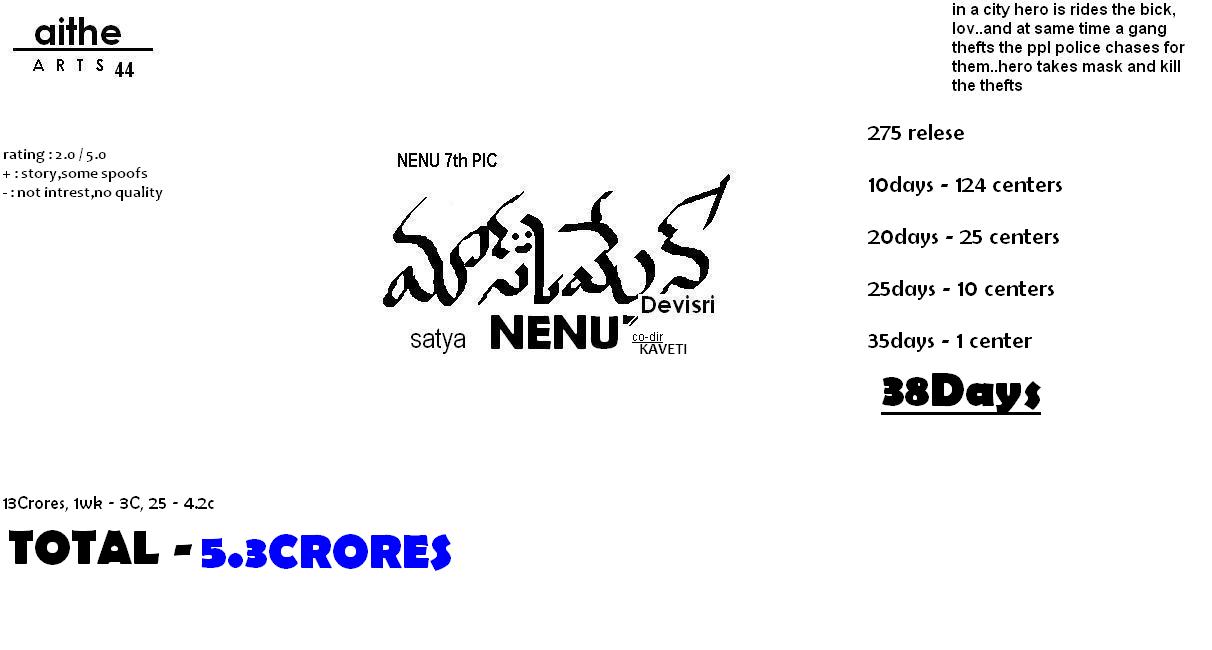 aithe
ARTS 44
in a city hero is rides the bick,
lov..and at same time a gang
thefts the ppl police chases for
them..hero takes mask and kill
the thefts
rating : 2.0 / 5.0
+ : story,some spoofs
- : not intrest,no quality
NENU 7th PIC
మాస్క్‌మేన్
Devisri
satya NENU"
co-dir
KAVETI
275 relese
10days - 124 centers
20days - 25 centers
25days - 10 centers
35days - 1 center
38Days
13Crores, 1wk - 3C, 25 - 4.2c
TOTAL - 5.3CRORES